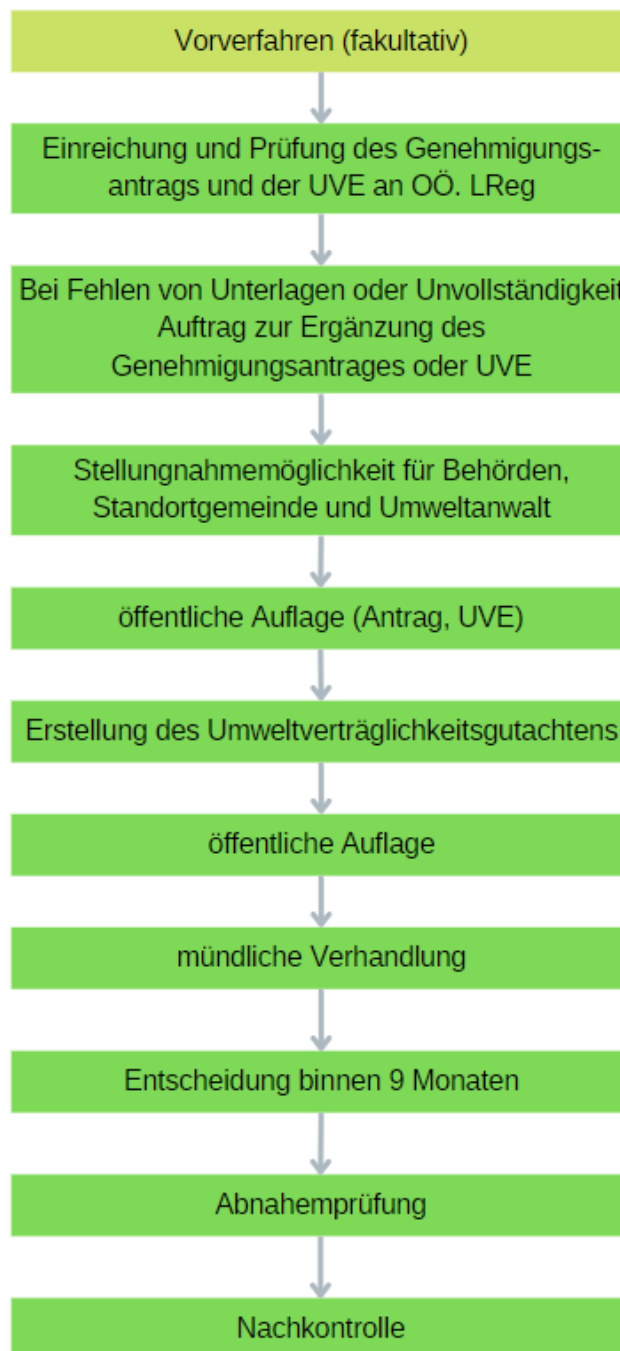 Vorverfahren (fakultativ)
Einreichung und Prüfung des Genehmigungs-
antrags und der UVE an OÖ. LReg
Bei Fehlen von Unterlagen oder Unvollständigkeit
Auftrag zur Ergänzung des
Genehmigungsantrages oder UVE
Stellungnahmemöglichkeit für Behörden,
Standortgemeinde und Umweltanwalt
öffentliche Auflage (Antrag, UVE)
Erstellung des Umweltverträglichkeitsgutachtens
öffentliche Auflage
mündliche Verhandlung
Entscheidung binnen 9 Monaten
Abnahemprüfung
Nachkontrolle